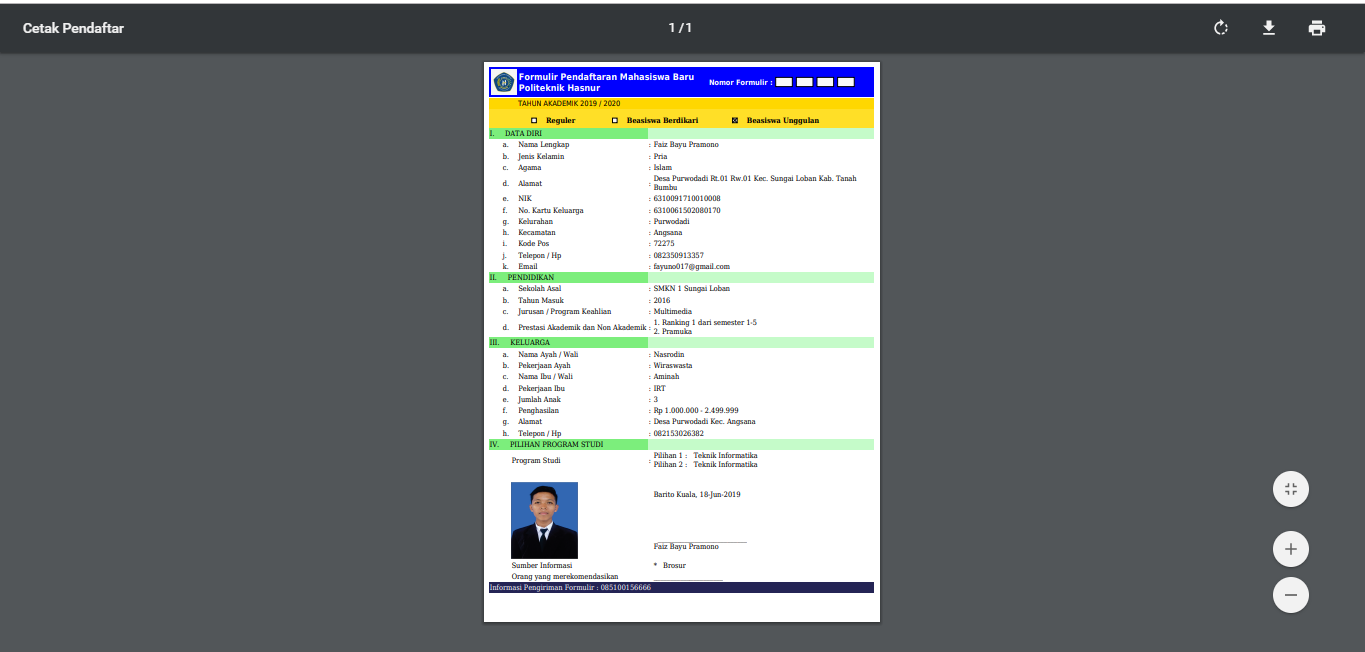 Cetak Pendaftar
1 / 1
Formulir Pendaftaran Mahasiswa Baru
Politeknik Hasnur
Nomor Formulir :
TAHUN AKADEMIK 2019 / 2020
Reguler Beasiswa Berdikari Beasiswa Unggulan
I. DATA DIRI
a. Nama Lengkap : Faiz Bayu Pramono
b. Jenis Kelamin : Pria
c. Agama : Islam
d. Alamat : Desa Purwodadi Rt.01 Rw.01 Kec. Sungai Loban Kab. Tanah
Bumbu
e. NIK : 6310091710010008
f. No. Kartu Keluarga : 6310061502080170
g. Kelurahan : Purwodadi
h. Kecamatan : Angsana
i. Kode Pos : 72275
j. Telepon / Hp : 082350913357
k. Email : fayuno017@gmail.com
II. PENDIDIKAN
a. Sekolah Asal : SMKN 1 Sungai Loban
b. Tahun Masuk : 2016
c. Jurusan / Program Keahlian : Multimedia
d. Prestasi Akademik dan Non Akademik : 1. Ranking 1 dari semester 1-5
2. Pramuka
III. KELUARGA
a. Nama Ayah / Wali : Nasrodin
b. Pekerjaan Ayah : Wiraswasta
c. Nama Ibu / Wali : Aminah
d. Pekerjaan Ibu : IRT
e. Jumlah Anak : 3
f. Penghasilan : Rp 1.000.000 - 2.499.999
g. Alamat : Desa Purwodadi Kec. Angsana
h. Telepon / Hp : 082153026382
IV. PILIHAN PROGRAM STUDI
Program Studi : Pilihan 1 : Teknik Informatika
Pilihan 2 : Teknik Informatika
Barito Kuala, 18-Jun-2019
Faiz Bayu Pramono
Sumber Informasi * Brosur
Orang yang merekomendasikan
Informasi Pengiriman Formulir : 085100156666